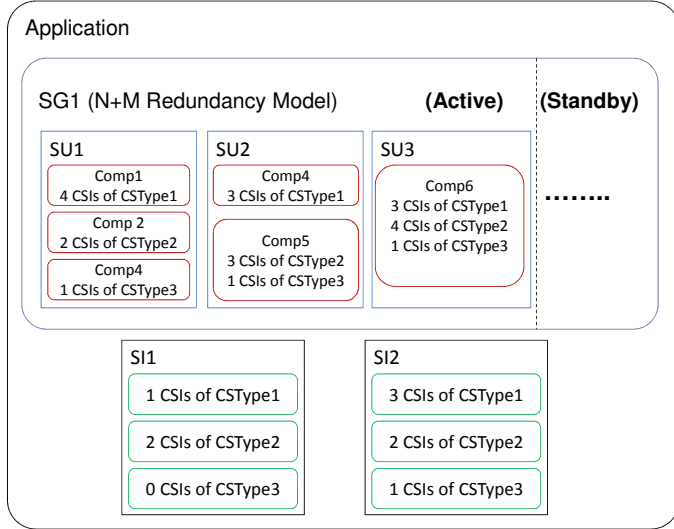 Application
SG1 (N+M Redundancy Model)
(Active)
(Standby)
SU1
Comp1
4 CSIs of CSType1
Comp 2
2 CSIs of CSType2
Comp4
1 CSIs of CSType3
SU2
Comp4
3 CSIs of CSType1
Comp5
3 CSIs of CSType2
1 CSIs of CSType3
SU3
Comp6
3 CSIs of CSType1
4 CSIs of CSType2
1 CSIs of CSType3
........
SI1
1 CSIs of CSType1
2 CSIs of CSType2
0 CSIs of CSType3
SI2
3 CSIs of CSType1
2 CSIs of CSType2
1 CSIs of CSType3